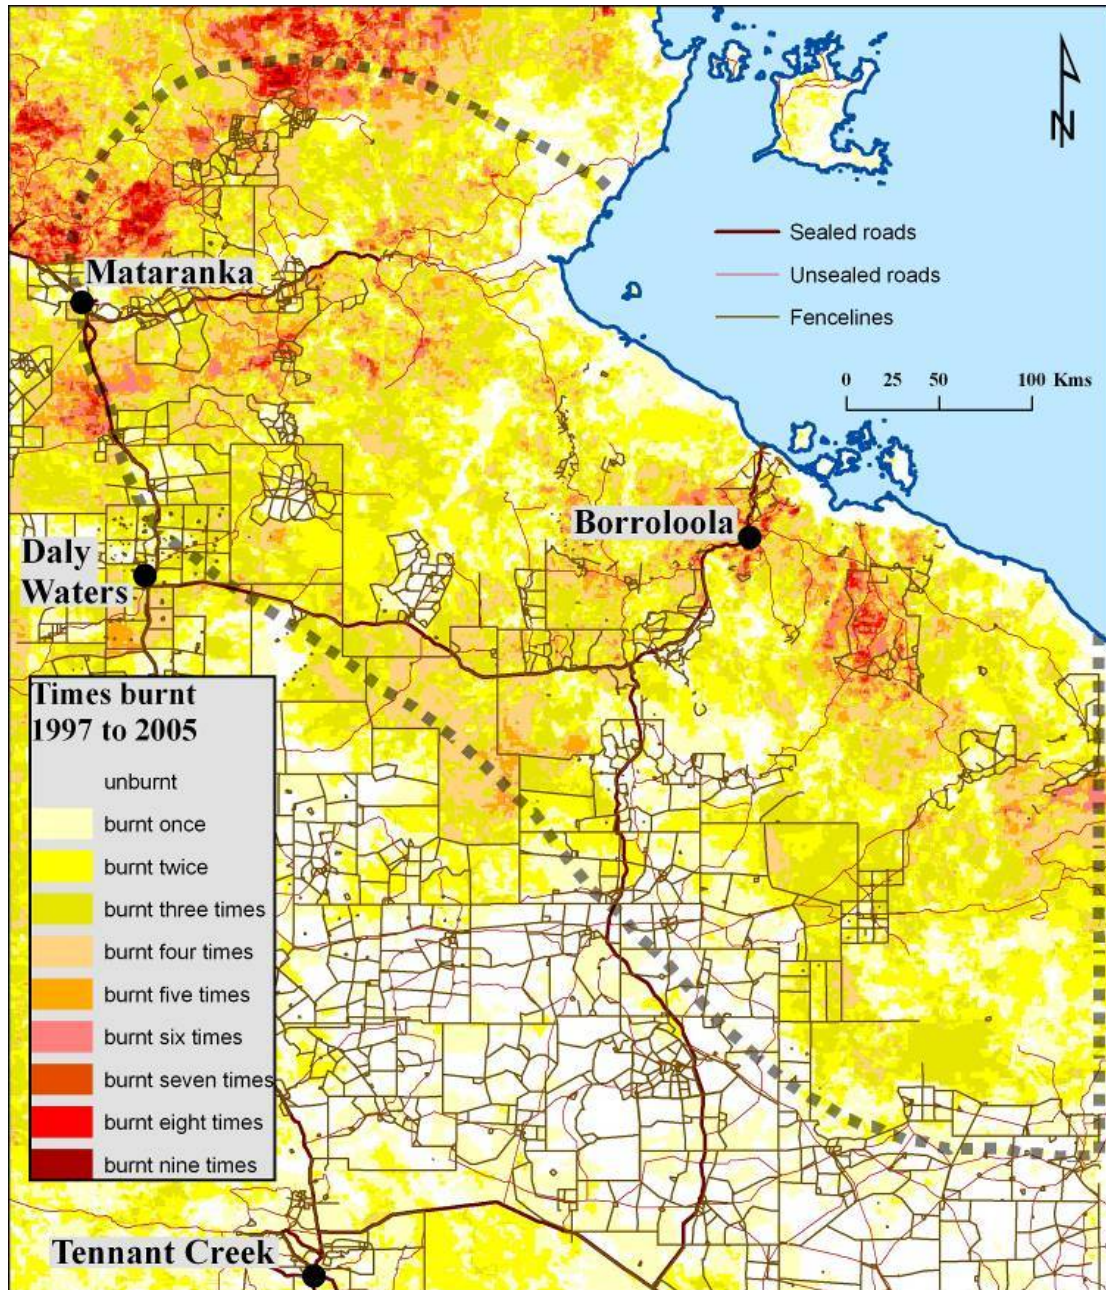 Mataranka
Sealed roads
Unsealed roads
Fencelines
N
0 25 50 100 Kms
Borroloola
Daly
Waters
Times burnt
1997 to 2005
unburnt
burnt once
burnt twice
burnt three times
burnt four times
burnt five times
burnt six times
burnt seven times
burnt eight times
burnt nine times
Tennant Creek